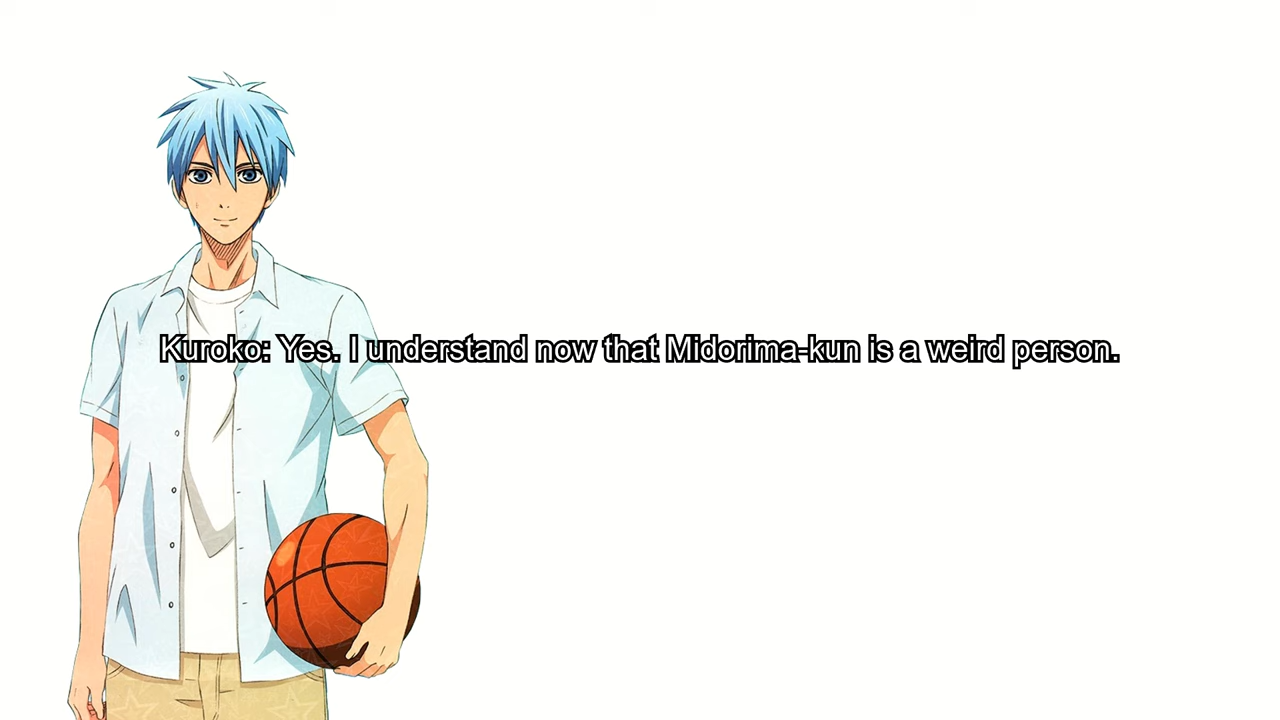 Kuroko: Yes. I understand now that Midorima-kun is a weird person.